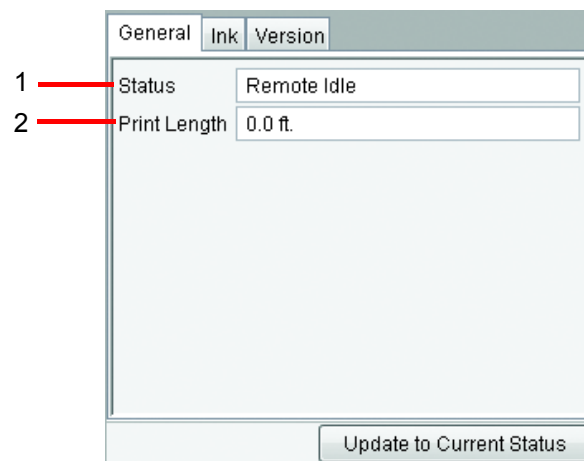 General Ink Version
1 Status Remote Idle
2 Print Length 0.0 ft.
Update to Current Status